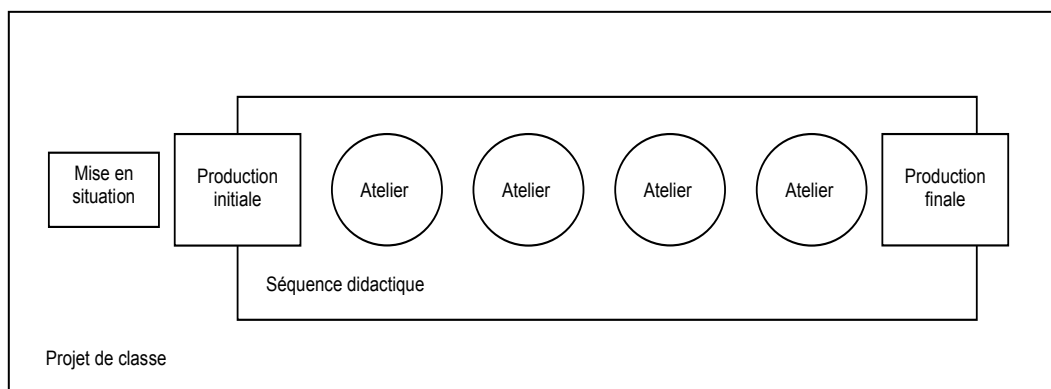 Mise en
situation
Production
initiale
Atelier
Atelier
Atelier
Atelier
Production
finale
Séquence didactique
Projet de classe